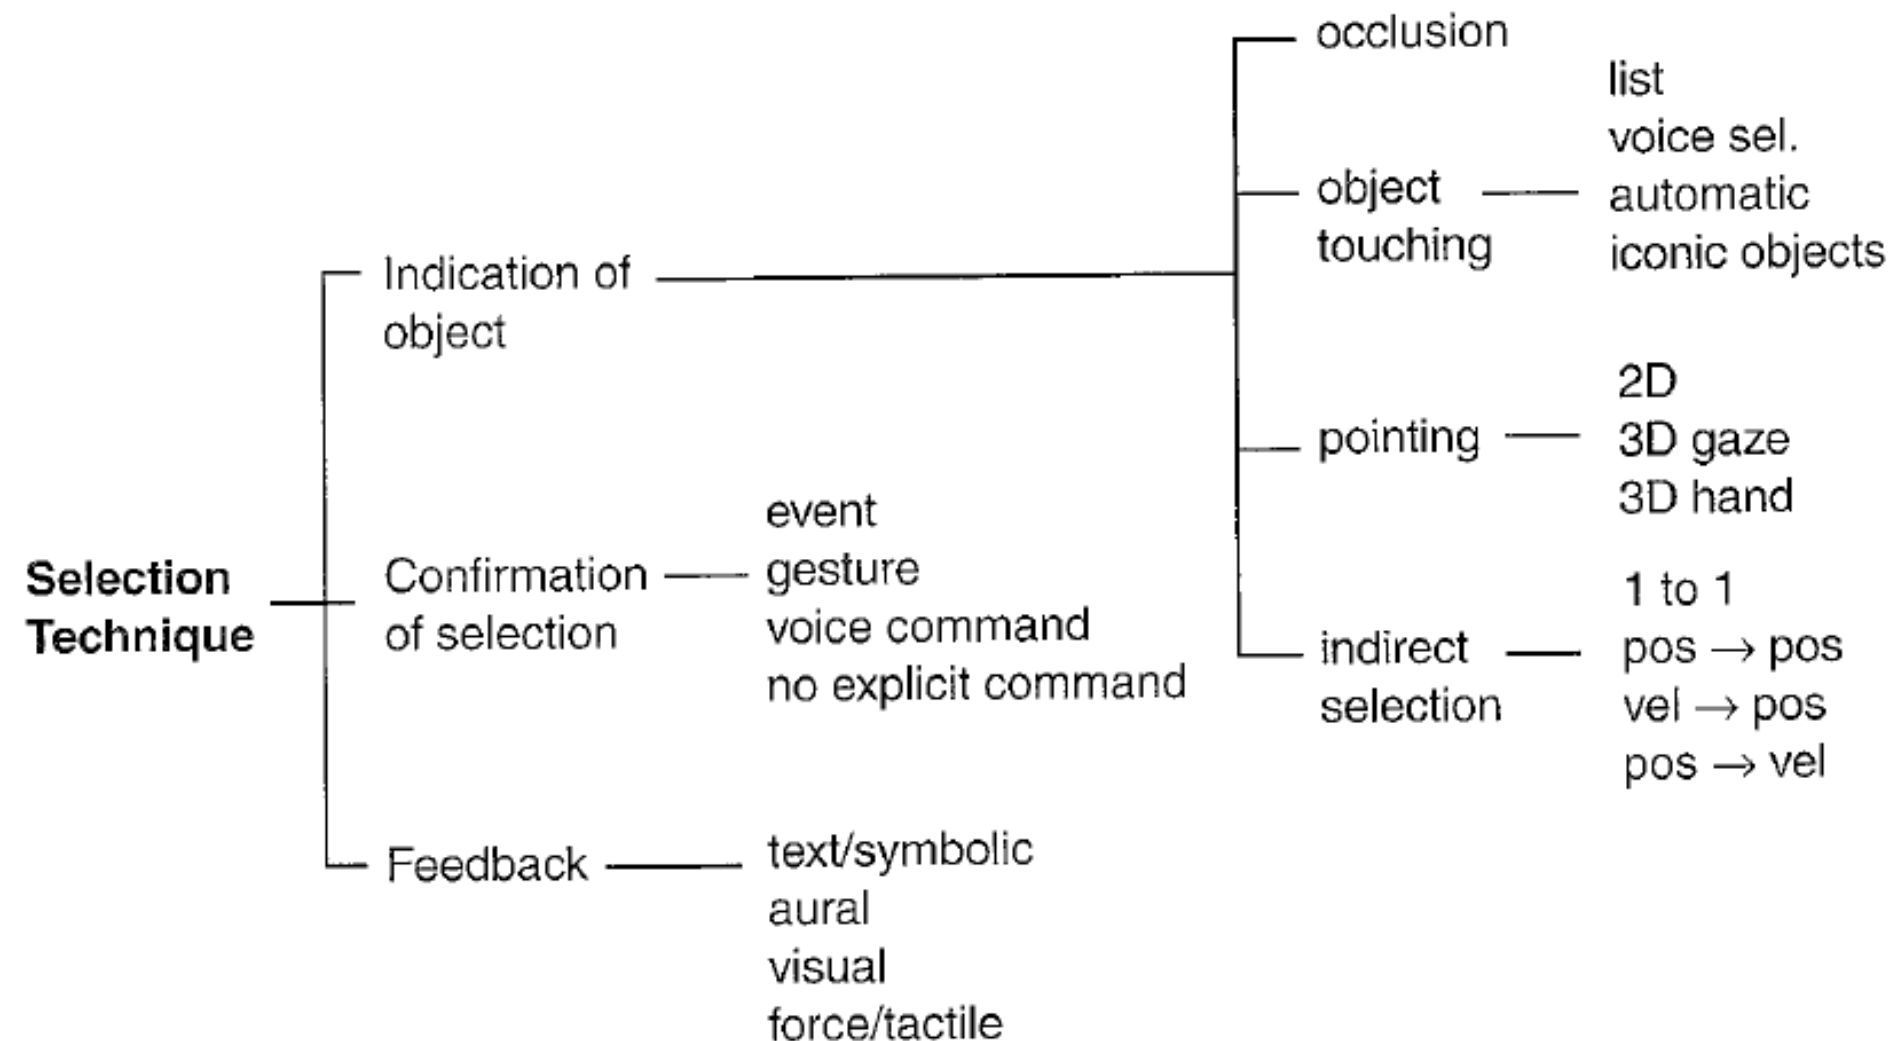 Selection
Technique
Indication of
object
occlusion
object
touching
list
voice sel.
automatic
iconic objects
pointing
2D
3D gaze
3D hand
indirect
selection
1 to 1
pos → pos
vel → pos
pos → vel
Confirmation
of selection
event
gesture
voice command
no explicit command
Feedback
text/symbolic
aural
visual
force/tactile